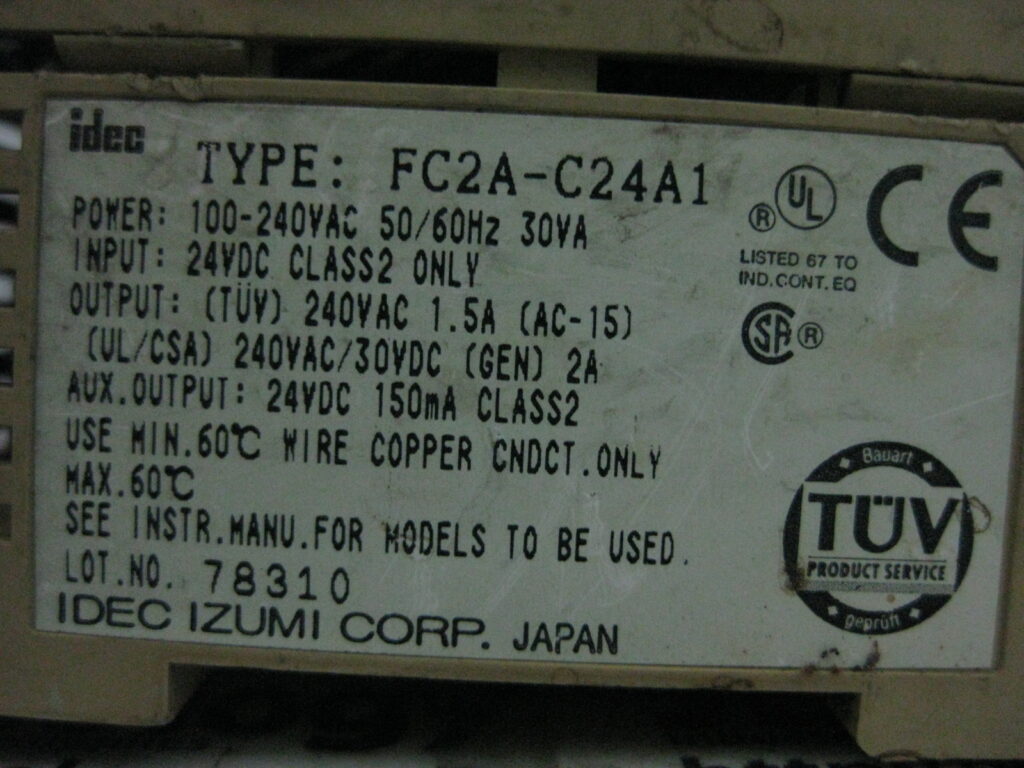 idec
TYPE: FC2A-C24A1
POWER: 100-240VAC 50/60Hz 30VA
INPUT: 24VDC CLASS2 ONLY
OUTPUT: (TÜV) 240VAC 1.5A (AC-15)
(UL/CSA) 240VAC/30VDC (GEN) 2A
AUX.OUTPUT: 24VDC 150mA CLASS2
USE MIN.60℃ WIRE COPPER CNDCT.ONLY
MAX.60℃
SEE INSTR.MANU.FOR MODELS TO BE USED.
LOT.NO. 78310
IDEC IZUMI CORP. JAPAN
® UL
CE
LISTED 67 TO
IND.CONT.EQ
SA ®
Bauart
TÜV
PRODUCT SERVICE
geprüft